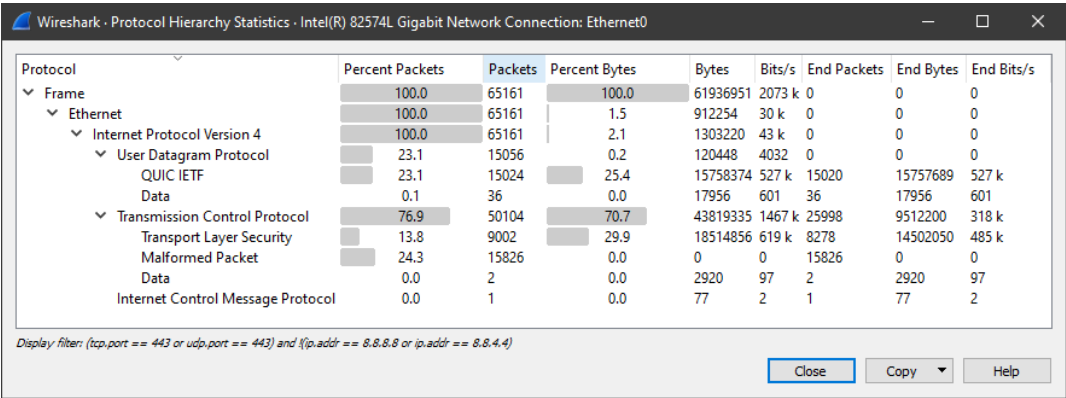 Wireshark · Protocol Hierarchy Statistics · Intel(R) 82574L Gigabit Network Connection: Ethernet0
Protocol Percent Packets Packets Percent Bytes Bytes Bits/s End Packets End Bytes End Bits/s
Frame 100.0 65161 100.0 61936951 2073 k 0 0 0
Ethernet 100.0 65161 1.5 912254 30 k 0 0 0
Internet Protocol Version 4 100.0 65161 2.1 1303220 43 k 0 0 0
User Datagram Protocol 23.1 15056 0.2 120448 4032 0 0 0
QUIC IETF 23.1 15024 25.4 15758374 527 k 15020 15757689 527 k
Data 0.1 36 0.0 17956 601 36 17956 601
Transmission Control Protocol 76.9 50104 70.7 43819335 1467 k 25998 9512200 318 k
Transport Layer Security 13.8 9002 29.9 18514856 619 k 8278 14502050 485 k
Malformed Packet 24.3 15826 0.0 0 0 15826 0 0
Data 0.0 2 0.0 2920 97 2 2920 97
Internet Control Message Protocol 0.0 1 0.0 77 2 1 77 2
Display filter: (tcp.port == 443 or udp.port == 443) and !(ip.addr == 8.8.8.8 or ip.addr == 8.8.4.4)
Close Copy Help